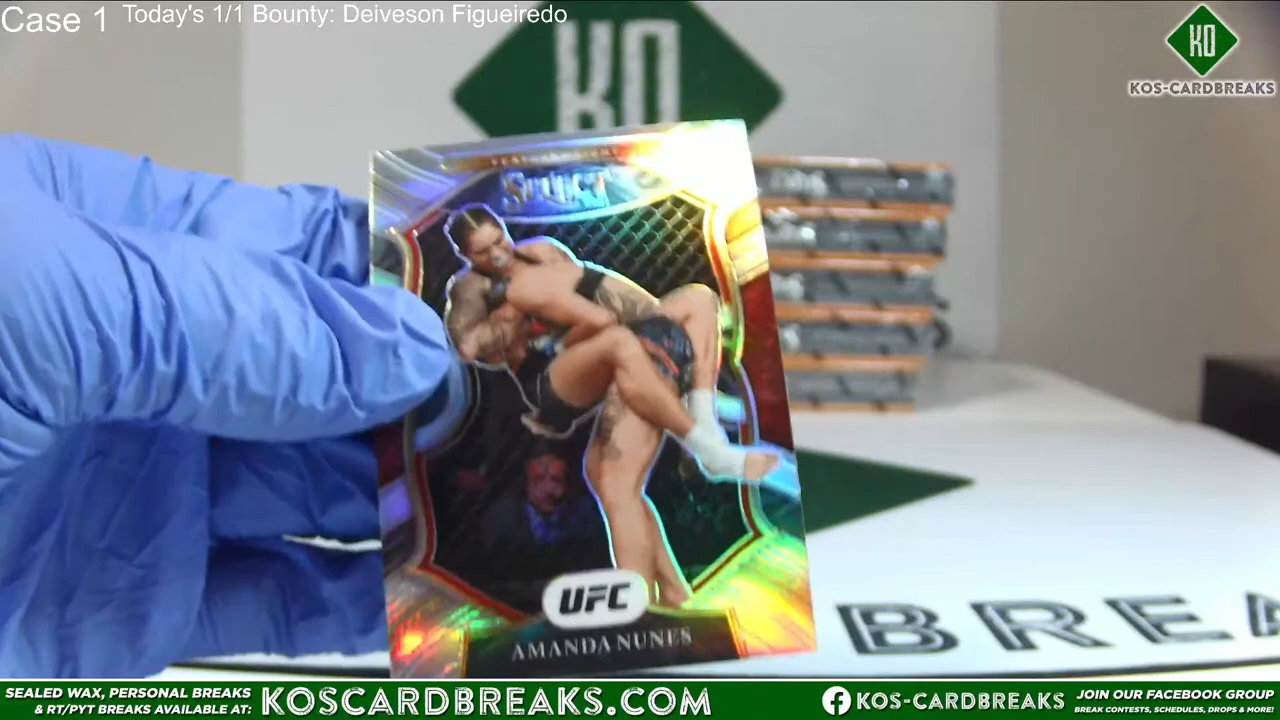 Case 1
Today's 1/1 Bounty: Deiveson Figueiredo
KO
KO
KOS-CARDBREAKS
SELECT
UFC
AMANDA NUNES
BREA
SEALED WAX, PERSONAL BREAKS
& RT/PYT BREAKS AVAILABLE AT:
KOSCARDBREAKS.COM
KOS-CARDBREAKS
JOIN OUR FACEBOOK GROUP
BREAK CONTESTS, SCHEDULES, DROPS & MORE!